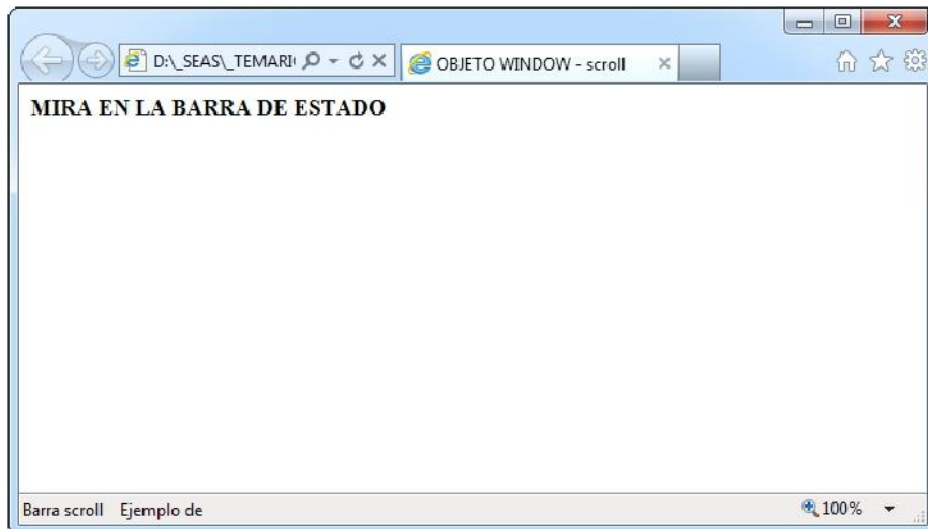 D:\_SEAS\_TEMARI
OBJETO WINDOW - scroll
MIRA EN LA BARRA DE ESTADO
Barra scroll Ejemplo de
100%